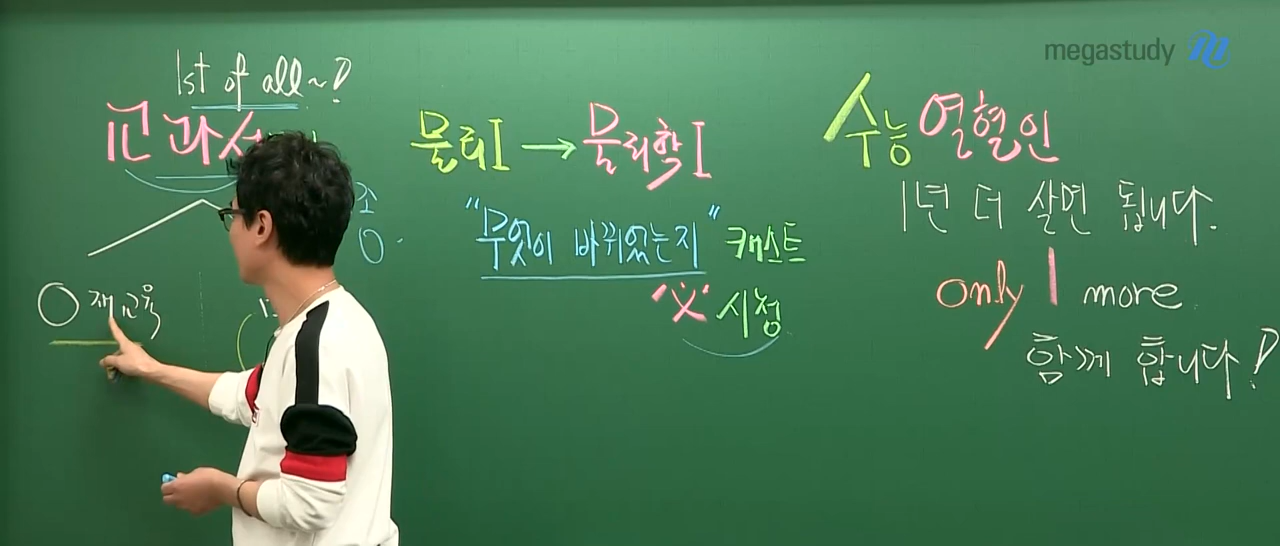 1st of all~!
교과서
○재교육
물리I → 물리학I
"무엇이 바뀌었는지" 캐스트
"必" 시청
megastudy
수능 열혈인
1년 더 살면 됩니다.
only 1 more
함께 합니다!